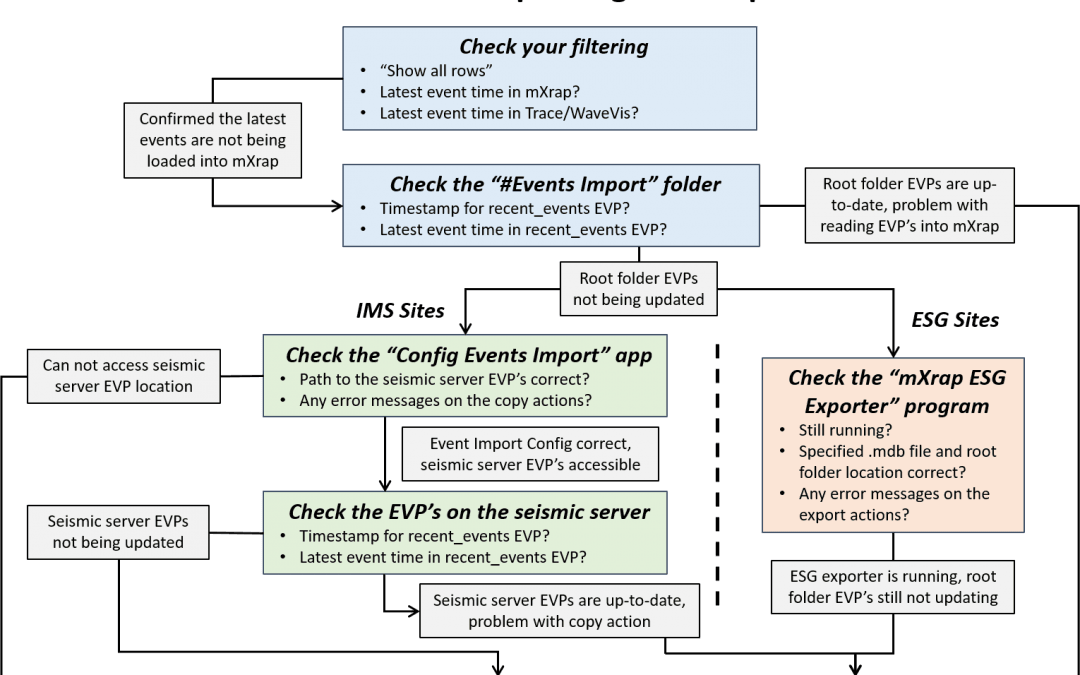 Check your filtering
• “Show all rows”
• Latest event time in mXrap?
• Latest event time in Trace/WaveVis?
Confirmed the latest
events are not being
loaded into mXrap
Check the “#Events Import” folder
• Timestamp for recent_events EVP?
• Latest event time in recent_events EVP?
Root folder EVPs are up-
to-date, problem with
reading EVP’s into mXrap
Root folder EVPs
not being updated
IMS Sites
ESG Sites
Check the “Config Events Import” app
• Path to the seismic server EVP’s correct?
• Any error messages on the copy actions?
Can not access seismic
server EVP location
Check the “mXrap ESG
Exporter” program
• Still running?
• Specified .mdb file and root
folder location correct?
• Any error messages on the
export actions?
Event Import Config correct,
seismic server EVP’s accessible
Check the EVP’s on the seismic server
• Timestamp for recent_events EVP?
• Latest event time in recent_events EVP?
Seismic server EVPs
not being updated
Seismic server EVPs are up-to-date,
problem with copy action
ESG exporter is running, root
folder EVP’s still not updating